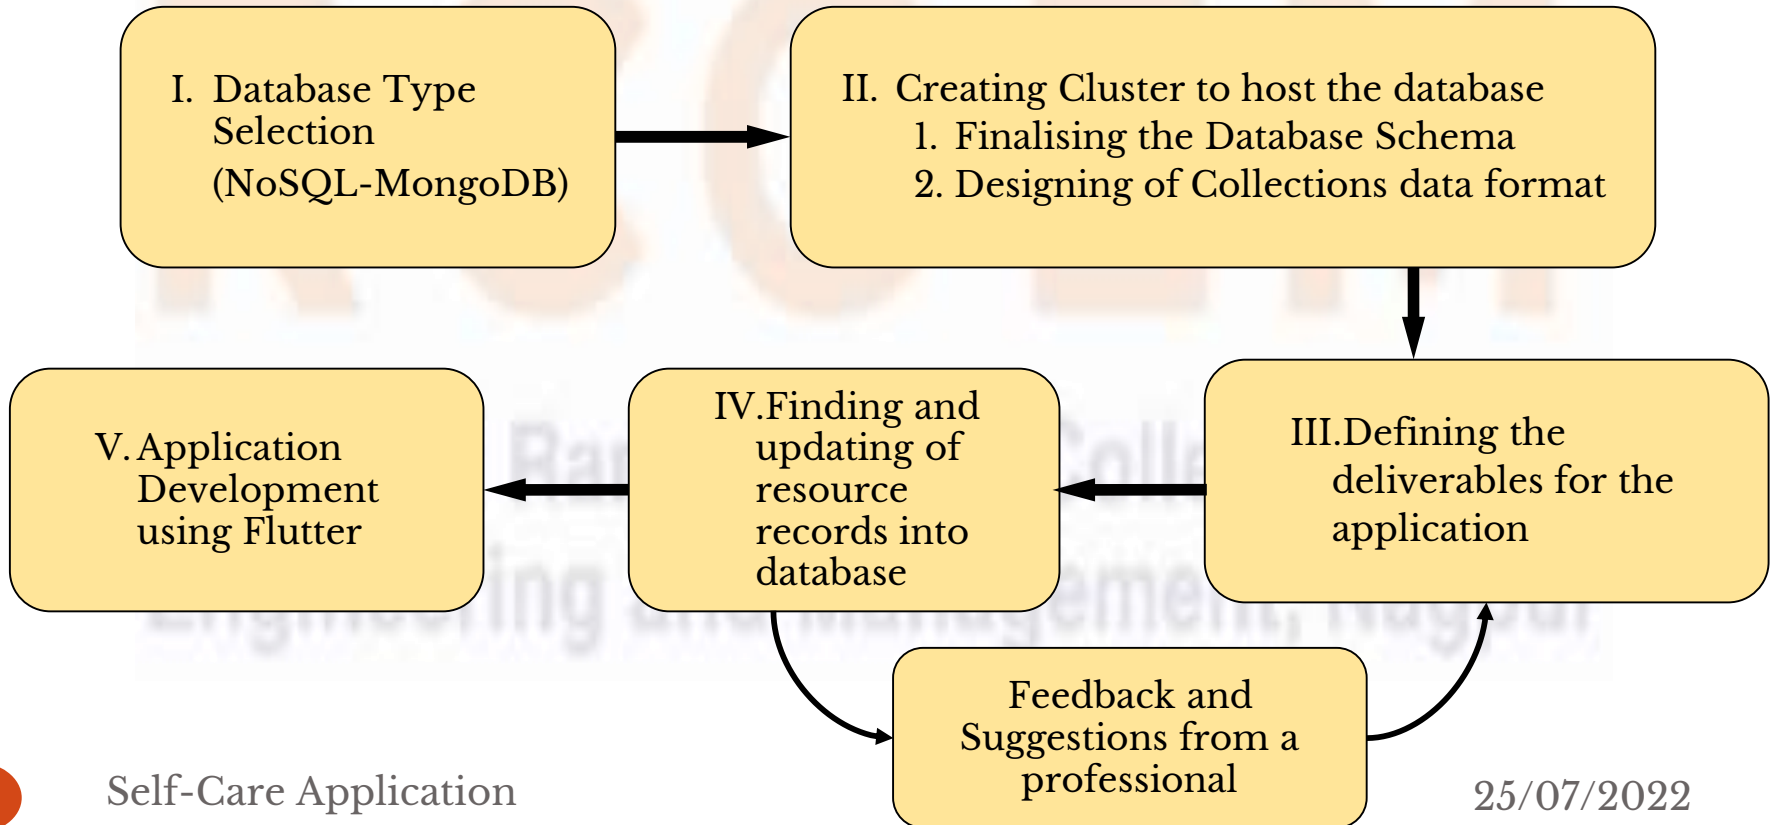 I. Database Type
Selection
(NoSQL-MongoDB)
II. Creating Cluster to host the database
1. Finalising the Database Schema
2. Designing of Collections data format
III.Defining the
deliverables for the
application
IV.Finding and
updating of
resource
records into
database
V. Application
Development
using Flutter
Feedback and
Suggestions from a
professional
Self-Care Application
25/07/2022